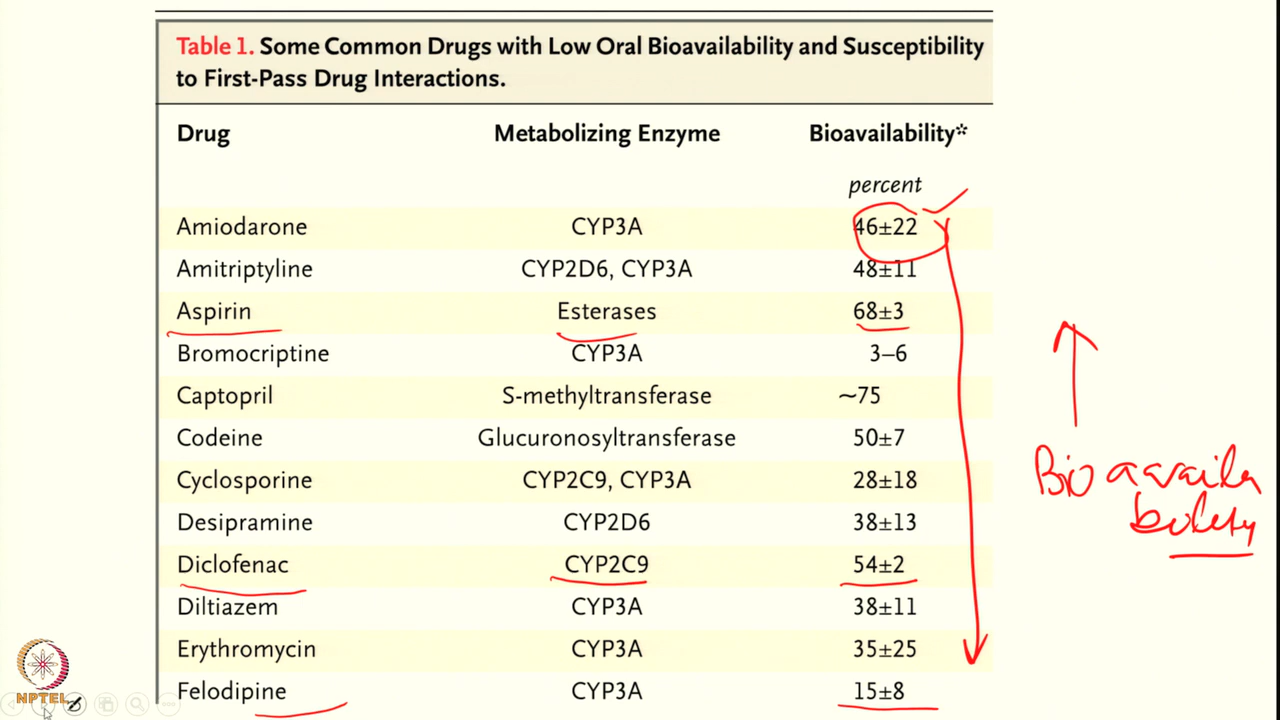 Table 1. Some Common Drugs with Low Oral Bioavailability and Susceptibility
to First-Pass Drug Interactions.
Drug Metabolizing Enzyme Bioavailability*
percent
Amiodarone CYP3A 46±22
Amitriptyline CYP2D6, CYP3A 48±11
Aspirin Esterases 68±3
Bromocriptine CYP3A 3–6
Captopril S-methyltransferase ~75
Codeine Glucuronosyltransferase 50±7
Cyclosporine CYP2C9, CYP3A 28±18
Desipramine CYP2D6 38±13
Diclofenac CYP2C9 54±2
Diltiazem CYP3A 38±11
Erythromycin CYP3A 35±25
Felodipine CYP3A 15±8
Bioavaila
bility
NPTEL